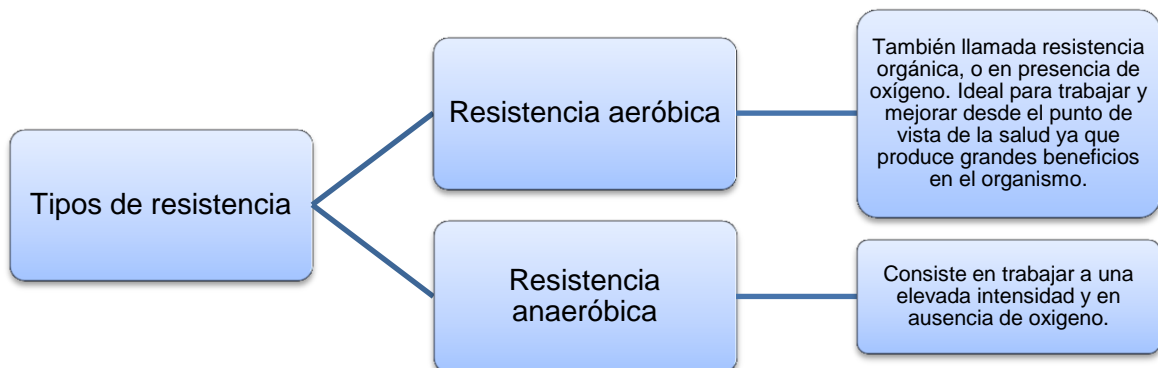 Tipos de resistencia
Resistencia aeróbica
También llamada resistencia
orgánica, o en presencia de
oxígeno. Ideal para trabajar y
mejorar desde el punto de
vista de la salud ya que
produce grandes beneficios
en el organismo.
Resistencia
anaeróbica
Consiste en trabajar a una
elevada intensidad y en
ausencia de oxigeno.